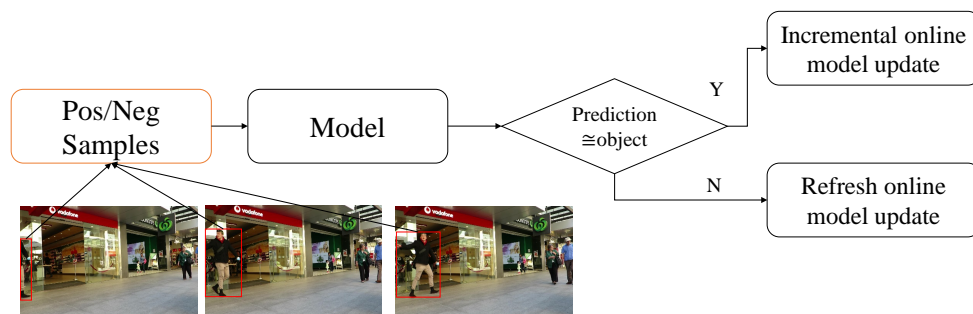 Incremental online
model update
Y
Pos/Neg
Samples
Model
Prediction
≅object
N
Refresh online
model update
vodafone
vodafone
vodafone